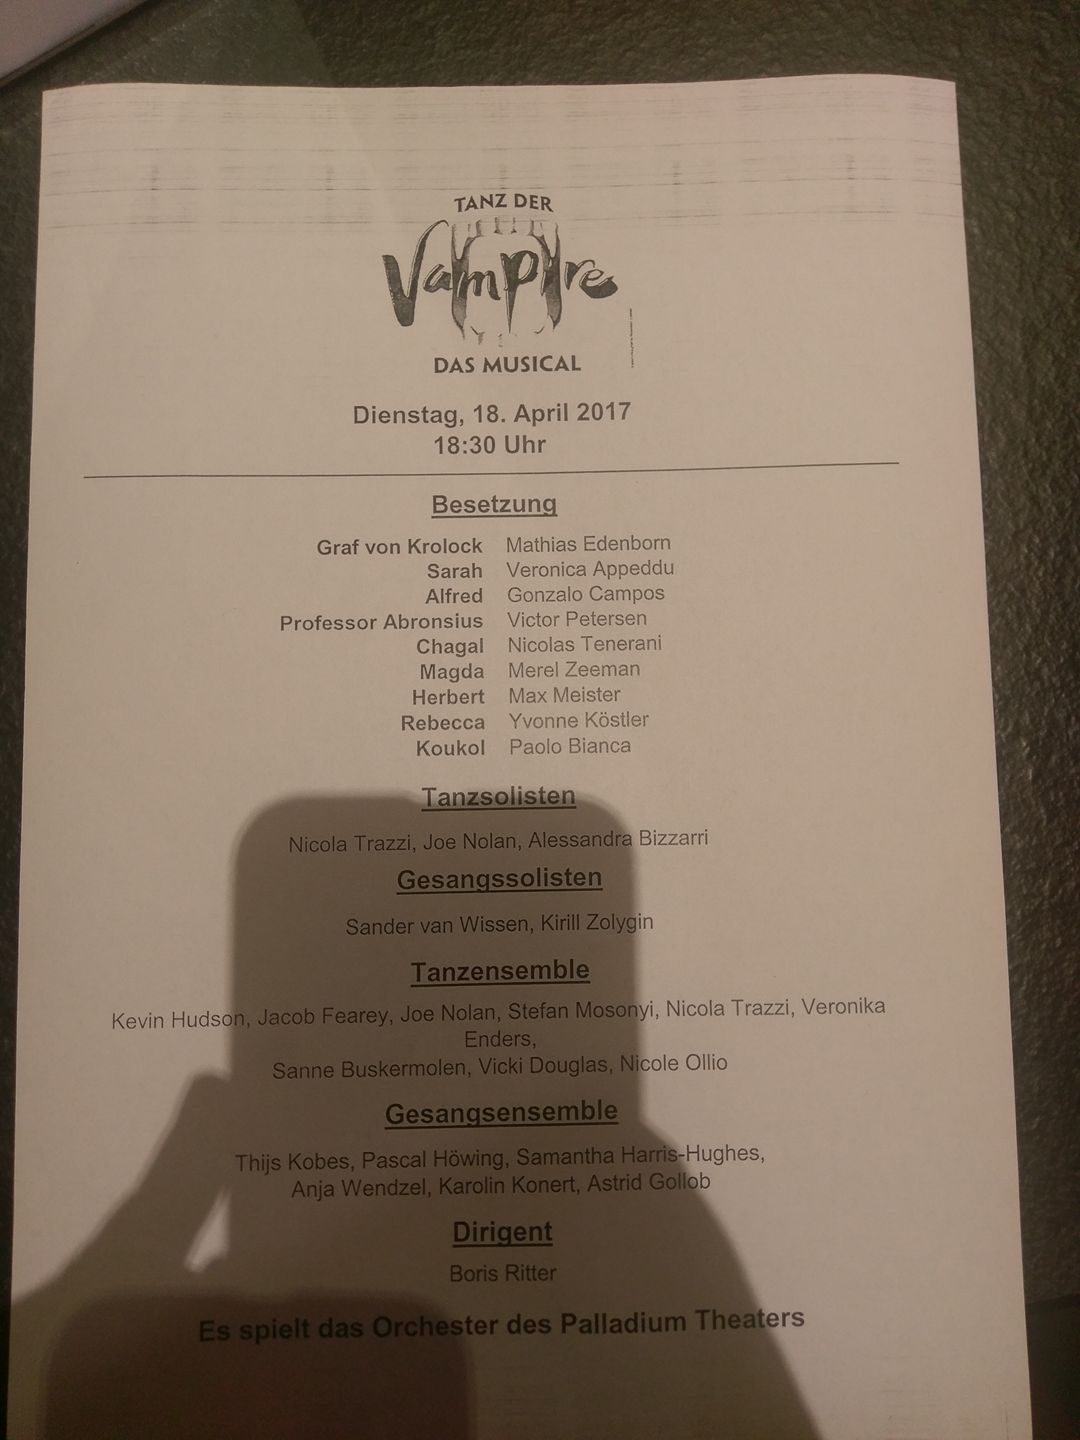 TANZ DER
Vampire
DAS MUSICAL
Dienstag, 18. April 2017
18:30 Uhr
Besetzung
Graf von Krolock Mathias Edenborn
Sarah Veronica Appeddu
Alfred Gonzalo Campos
Professor Abronsius Victor Petersen
Chagal Nicolas Tenerani
Magda Merel Zeeman
Herbert Max Meister
Rebecca Yvonne Köstler
Koukol Paolo Bianca
Tanzsolisten
Nicola Trazzi, Joe Nolan, Alessandra Bizzarri
Gesangssolisten
Sander van Wissen, Kirill Zolygin
Tanzensemble
Kevin Hudson, Jacob Fearey, Joe Nolan, Stefan Mosonyi, Nicola Trazzi, Veronika
Enders,
Sanne Buskermolen, Vicki Douglas, Nicole Ollio
Gesangsensemble
Thijs Kobes, Pascal Höwing, Samantha Harris-Hughes,
Anja Wendzel, Karolin Konert, Astrid Gollob
Dirigent
Boris Ritter
Es spielt das Orchester des Palladium Theaters